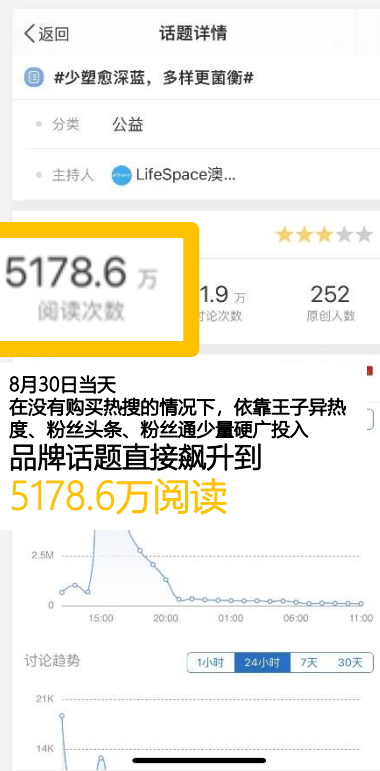 返回
话题详情
#少塑愈深蓝，多样更菌衡#
分类 公益
主持人 LifeSpace澳...
5178.6 万
阅读次数
1.9 万
讨论次数
252
原创人数
8月30日当天
在没有购买热搜的情况下，依靠王子异热
度、粉丝头条、粉丝通少量硬广投入
品牌话题直接飙升到
5178.6万阅读
2.5M
0
15:00 20:00 01:00 06:00 11:00
讨论趋势
1小时 24小时 7天 30天
21K
14K